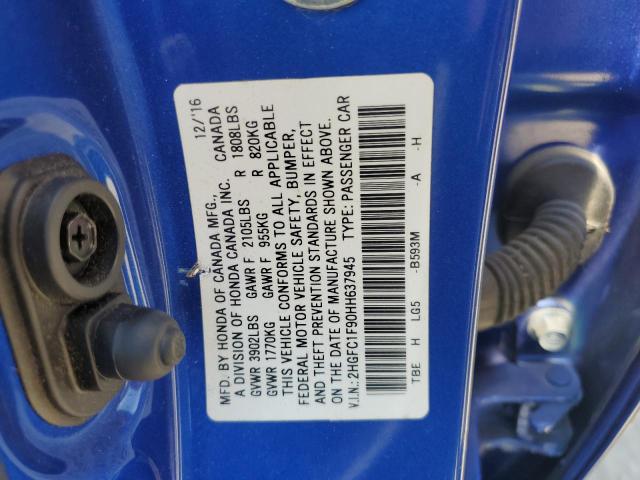 MFD. BY HONDA OF CANADA MFG., 12/'16
A DIVISION OF HONDA CANADA INC. CANADA
GVWR 3902LBS GAWR F 2105LBS R 1808LBS
GVWR 1770KG GAWR F 955KG R 820KG
THIS VEHICLE CONFORMS TO ALL APPLICABLE
FEDERAL MOTOR VEHICLE SAFETY, BUMPER,
AND THEFT PREVENTION STANDARDS IN EFFECT
ON THE DATE OF MANUFACTURE SHOWN ABOVE.
V.I.N.: 2HGFC1F90HH637945 TYPE: PASSENGER CAR
TBE H LG5 -B593M -A -H